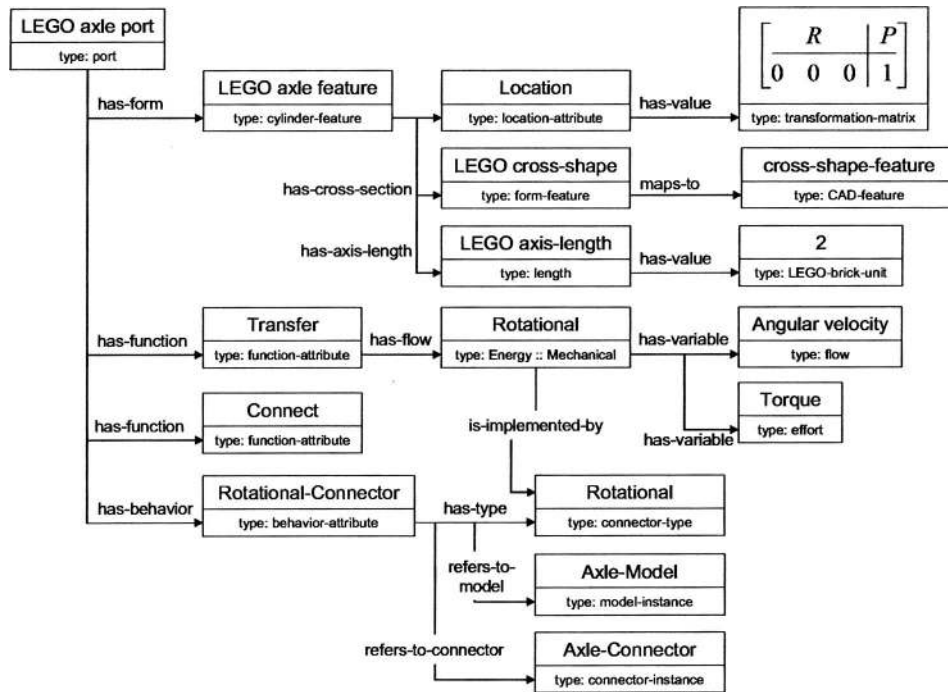 LEGO axle port
type: port
has-form
LEGO axle feature
type: cylinder-feature
Location
type: location-attribute
has-value
R P
0 0 0 1
type: transformation-matrix
has-cross-section
LEGO cross-shape
type: form-feature
maps-to
cross-shape-feature
type: CAD-feature
has-axis-length
LEGO axis-length
type: length
has-value
2
type: LEGO-brick-unit
has-function
Transfer
type: function-attribute
has-flow
Rotational
type: Energy :: Mechanical
has-variable
Angular velocity
type: flow
has-variable
Torque
type: effort
has-function
Connect
type: function-attribute
is-implemented-by
has-behavior
Rotational-Connector
type: behavior-attribute
has-type
Rotational
type: connector-type
refers-to-
model
Axle-Model
type: model-instance
refers-to-connector
Axle-Connector
type: connector-instance